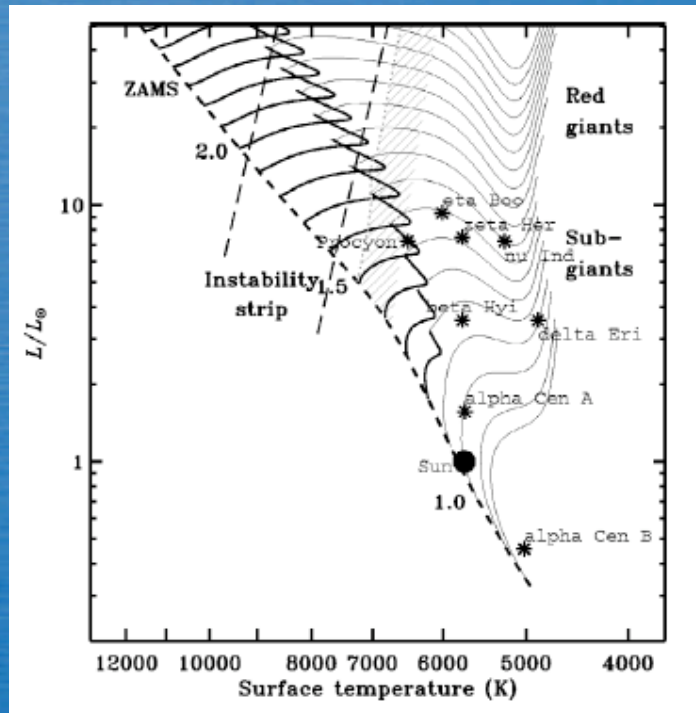 ZAMS
Red
giants
2.0
10
eta Boo
zeta Her
Procyon
nu Ind
Sub-
giants
Instability
strip
1.5
beta Hyi
delta Eri
L/L⊙
alpha Cen A
1
Sun
1.0
alpha Cen B
12000 10000 8000 7000 6000 5000 4000
Surface temperature (K)